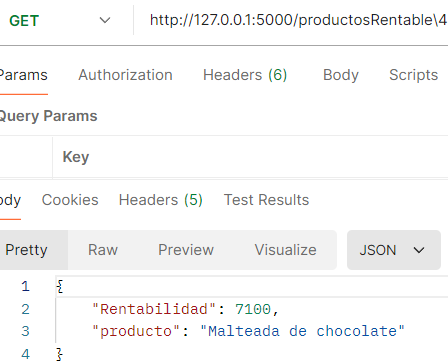 GET http://127.0.0.1:5000/productosRentable\4
Params Authorization Headers (6) Body Scripts
Query Params
Key
Body Cookies Headers (5) Test Results
Pretty Raw Preview Visualize JSON
1 {
2 "Rentabilidad": 7100,
3 "producto": "Malteada de chocolate"
4 }